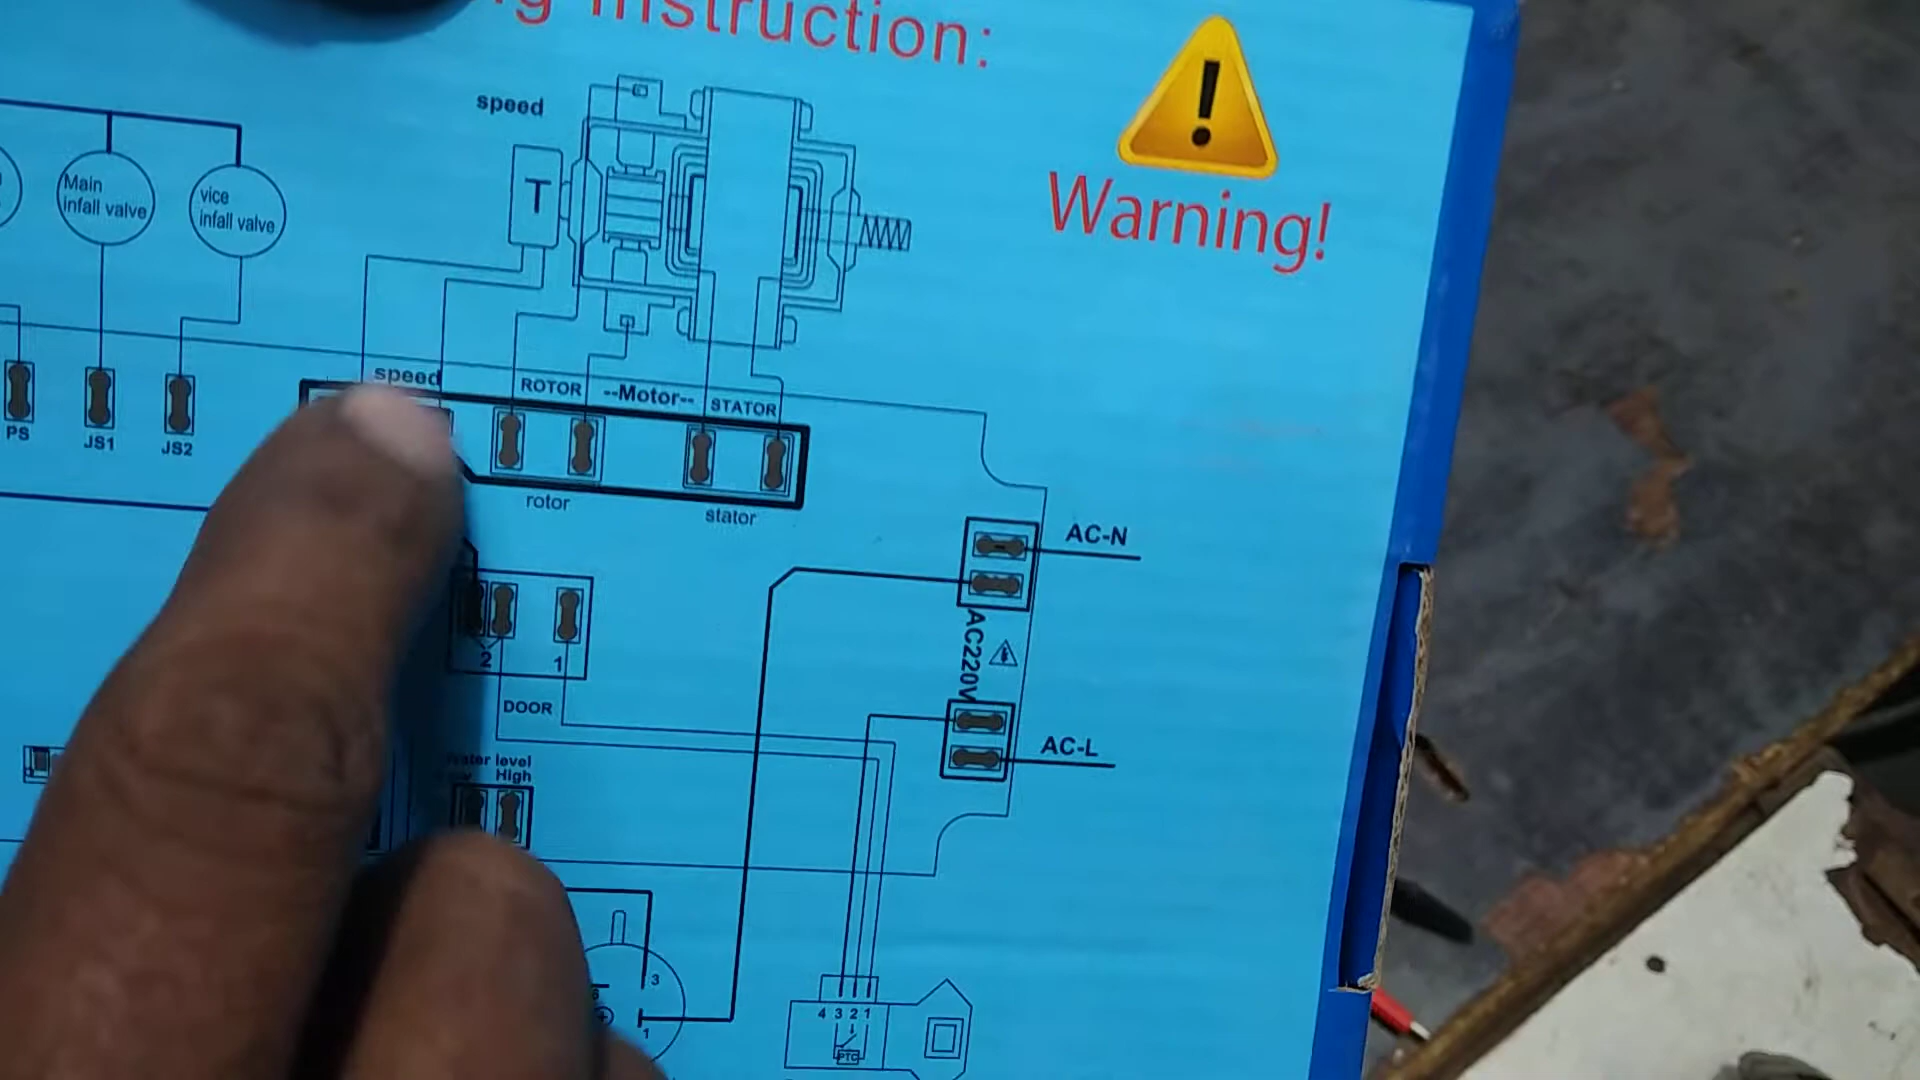 instruction:
speed
Warning!
T
Main
infall valve
vice
infall valve
speed
ROTOR
--Motor--
STATOR
PS
JS1
JS2
rotor
stator
AC-N
AC220V
AC-L
2
1
DOOR
level
High
3
1
4 3 2 1
PTC